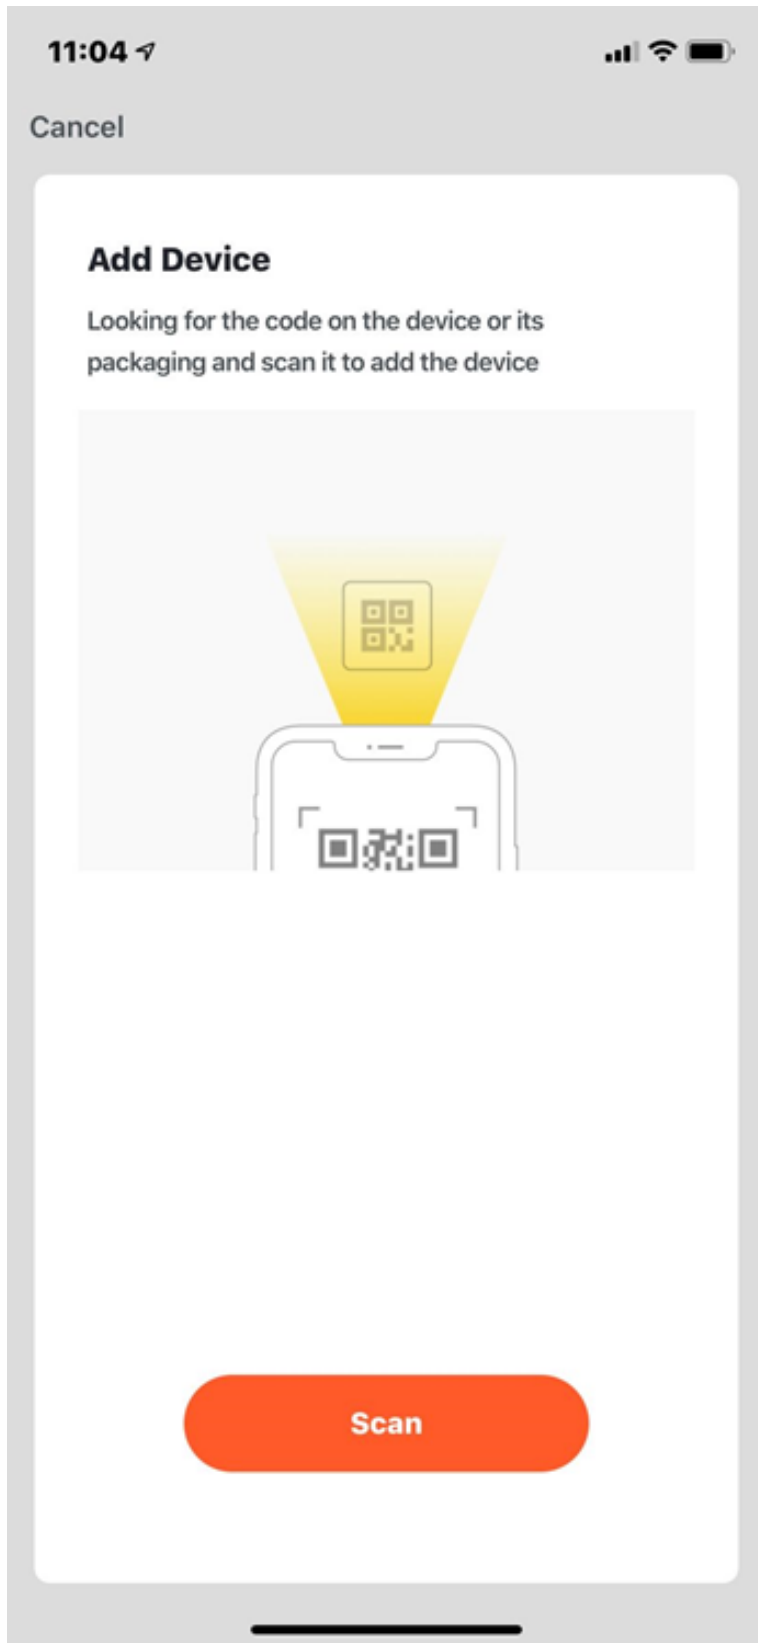 11:04
Cancel
Add Device
Looking for the code on the device or its
packaging and scan it to add the device
Scan